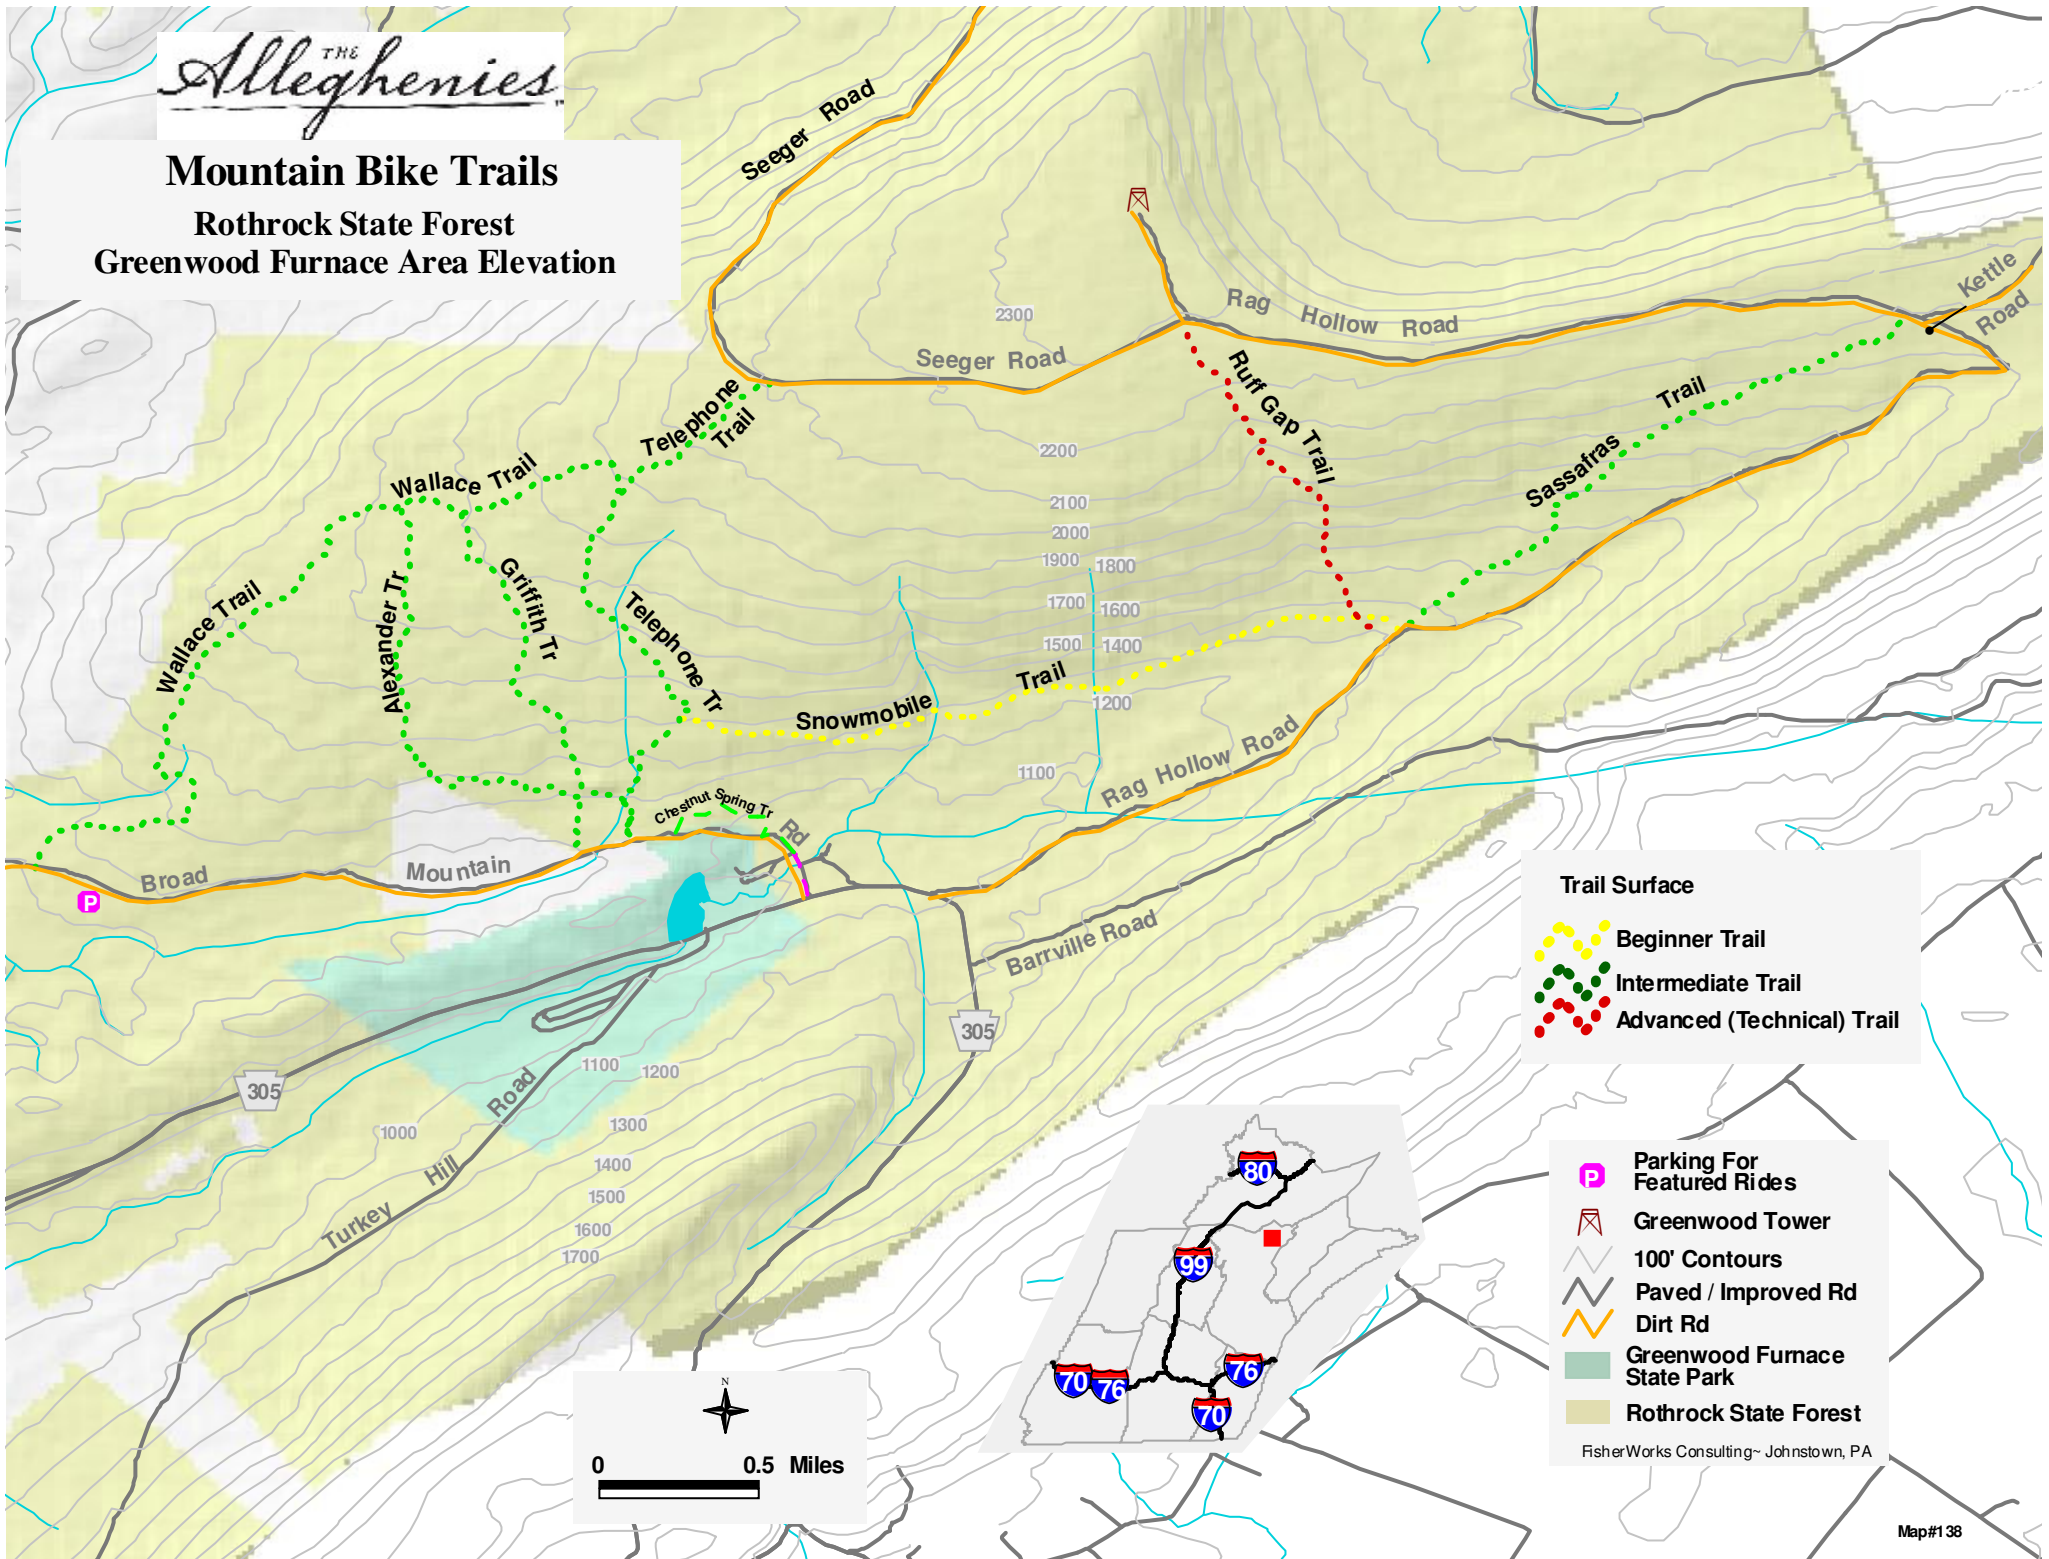 THE
Alleghenies
Mountain Bike Trails
Rothrock State Forest
Greenwood Furnace Area Elevation
Seeger Road
Kettle
Road
Rag Hollow Road
2300
Seeger Road
Telephone
Trail
Ruff Gap Trail
Trail
Sassafras
Wallace Trail
2200
2100
2000
1900
1800
1700
1600
1500
1400
1200
1100
Wallace Trail
Alexander Tr
Griffith Tr
Telephone Tr
Snowmobile Trail
Rag Hollow Road
Chestnut Spring Tr
Rd
Broad Mountain
P
Barrville Road
305
305
1100
1200
1000
1300
1400
1500
1600
1700
Turkey Hill Road
Trail Surface
Beginner Trail
Intermediate Trail
Advanced (Technical) Trail
80
99
70
76
76
70
P
Parking For
Featured Rides
Greenwood Tower
100' Contours
Paved / Improved Rd
Dirt Rd
Greenwood Furnace
State Park
Rothrock State Forest
FisherWorks Consulting~ Johnstown, PA
N
0 0.5 Miles
Map#138